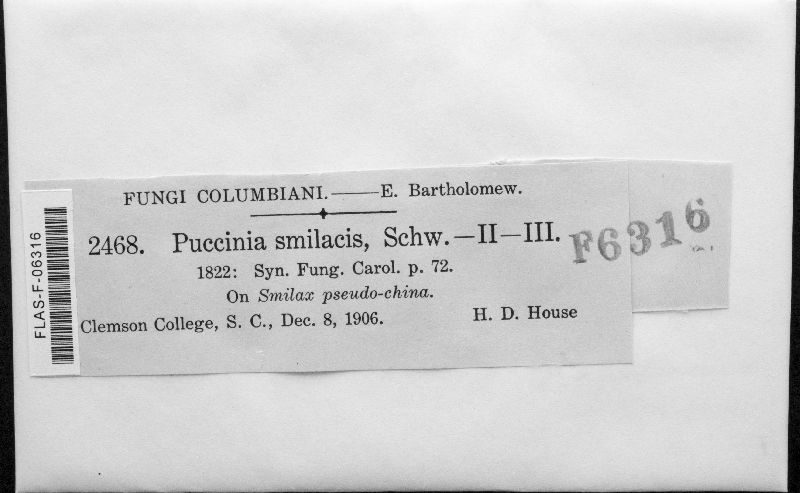 FUNGI COLUMBIANI.——E. Bartholomew.
2468. Puccinia smilacis, Schw.—II—III.
1822: Syn. Fung. Carol. p. 72.
On Smilax pseudo-china.
Clemson College, S. C., Dec. 8, 1906. H. D. House
F6316
FLAS-F-06316